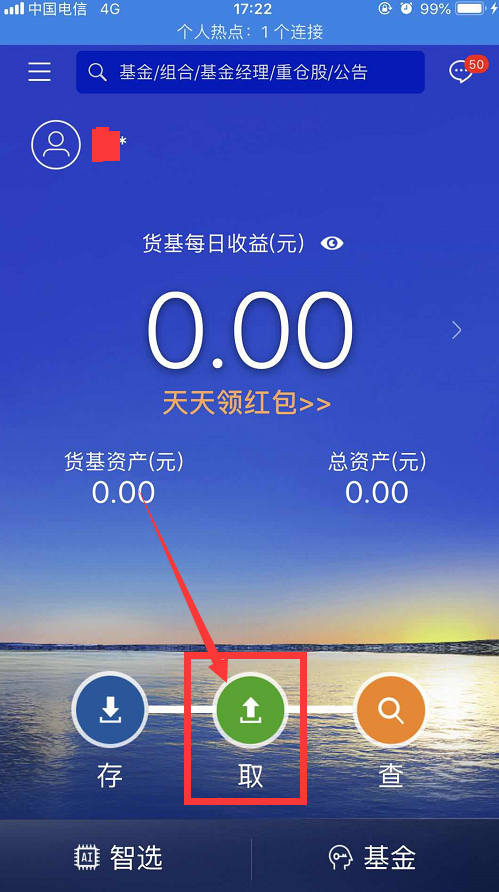 中国电信 4G 17:22 99%
个人热点：1 个连接
基金/组合/基金经理/重仓股/公告 50
*
货基每日收益(元)
0.00
天天领红包>>
货基资产(元) 总资产(元)
0.00 0.00
存 取 查
AI 智选 基金